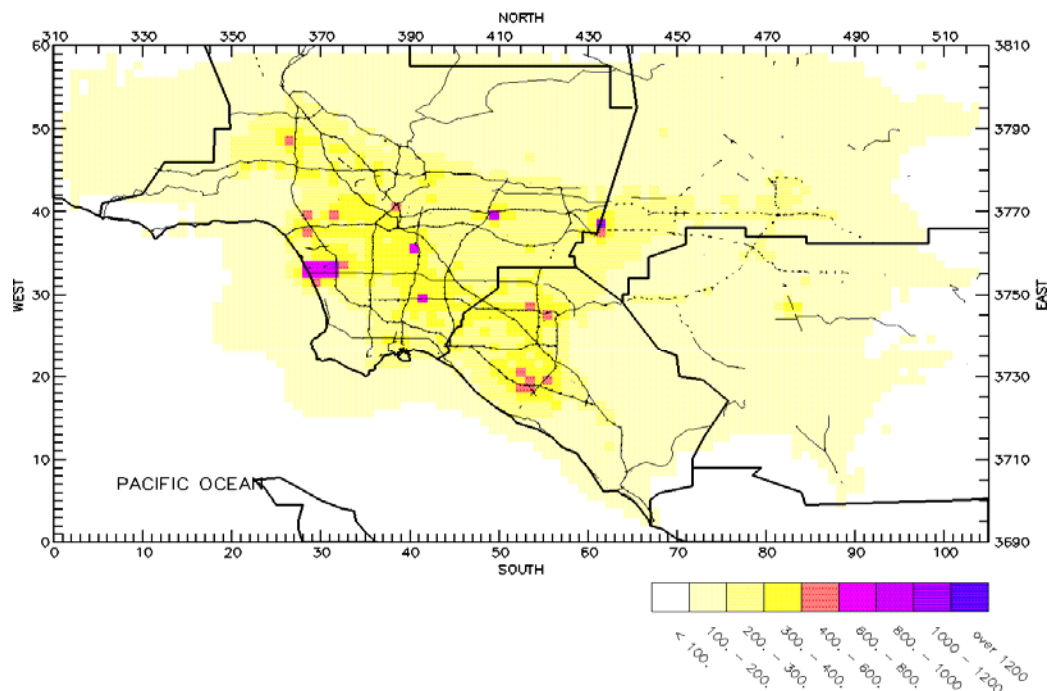 NORTH
310 330 350 370 390 410 430 450 470 490 510
60 3810
50 3790
40 3770
WEST 30 3750 EAST
20 3730
10 3710
PACIFIC OCEAN
0 3690
0 10 20 30 40 50 60 70 80 90 100
SOUTH
< 100.
100. – 200.
200. – 300.
300. – 400.
400. – 600.
600. – 800.
800. – 1000
1000 – 1200
over 1200